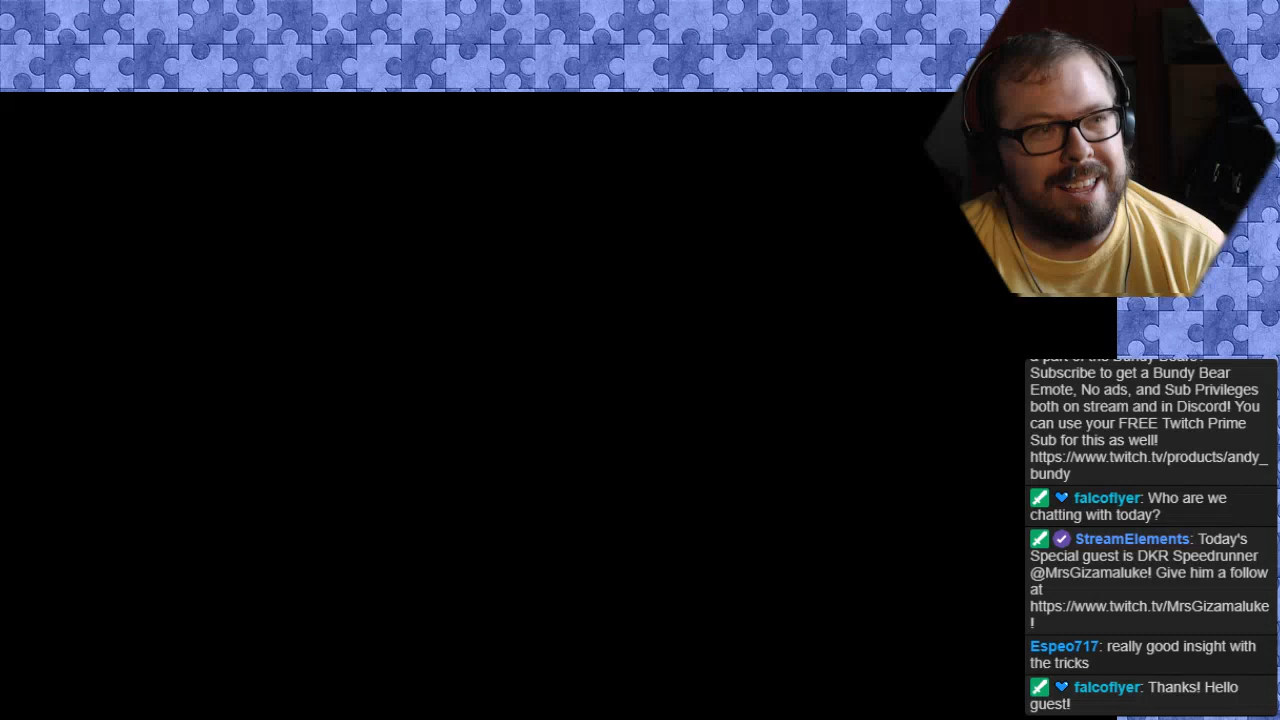 Subscribe to get a Bundy Bear
Emote, No ads, and Sub Privileges
both on stream and in Discord! You
can use your FREE Twitch Prime
Sub for this as well!
https://www.twitch.tv/products/andy_
bundy
falcoflyer: Who are we
chatting with today?
StreamElements: Today's
Special guest is DKR Speedrunner
@MrsGizamaluke! Give him a follow
at
https://www.twitch.tv/MrsGizamaluke
!
Espeo717: really good insight with
the tricks
falcoflyer: Thanks! Hello
guest!